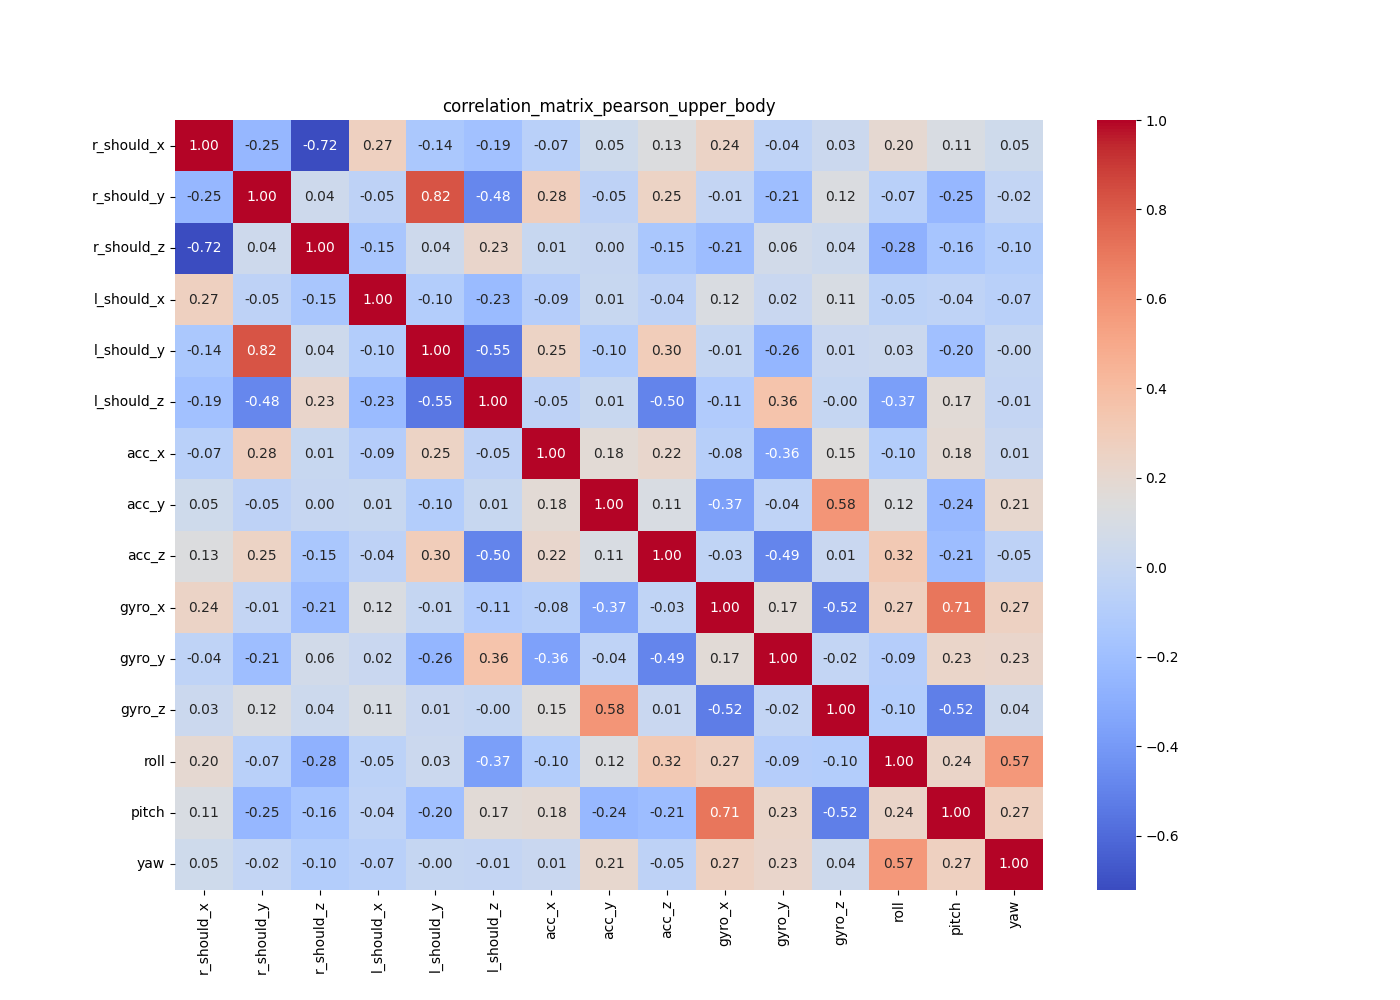 correlation_matrix_pearson_upper_body
r_should_x 1.00 -0.25 -0.72 0.27 -0.14 -0.19 -0.07 0.05 0.13 0.24 -0.04 0.03 0.20 0.11 0.05
r_should_y -0.25 1.00 0.04 -0.05 0.82 -0.48 0.28 -0.05 0.25 -0.01 -0.21 0.12 -0.07 -0.25 -0.02
r_should_z -0.72 0.04 1.00 -0.15 0.04 0.23 0.01 0.00 -0.15 -0.21 0.06 0.04 -0.28 -0.16 -0.10
l_should_x 0.27 -0.05 -0.15 1.00 -0.10 -0.23 -0.09 0.01 -0.04 0.12 0.02 0.11 -0.05 -0.04 -0.07
l_should_y -0.14 0.82 0.04 -0.10 1.00 -0.55 0.25 -0.10 0.30 -0.01 -0.26 0.01 0.03 -0.20 -0.00
l_should_z -0.19 -0.48 0.23 -0.23 -0.55 1.00 -0.05 0.01 -0.50 -0.11 0.36 -0.00 -0.37 0.17 -0.01
acc_x -0.07 0.28 0.01 -0.09 0.25 -0.05 1.00 0.18 0.22 -0.08 -0.36 0.15 -0.10 0.18 0.01
acc_y 0.05 -0.05 0.00 0.01 -0.10 0.01 0.18 1.00 0.11 -0.37 -0.04 0.58 0.12 -0.24 0.21
acc_z 0.13 0.25 -0.15 -0.04 0.30 -0.50 0.22 0.11 1.00 -0.03 -0.49 0.01 0.32 -0.21 -0.05
gyro_x 0.24 -0.01 -0.21 0.12 -0.01 -0.11 -0.08 -0.37 -0.03 1.00 0.17 -0.52 0.27 0.71 0.27
gyro_y -0.04 -0.21 0.06 0.02 -0.26 0.36 -0.36 -0.04 -0.49 0.17 1.00 -0.02 -0.09 0.23 0.23
gyro_z 0.03 0.12 0.04 0.11 0.01 -0.00 0.15 0.58 0.01 -0.52 -0.02 1.00 -0.10 -0.52 0.04
roll 0.20 -0.07 -0.28 -0.05 0.03 -0.37 -0.10 0.12 0.32 0.27 -0.09 -0.10 1.00 0.24 0.57
pitch 0.11 -0.25 -0.16 -0.04 -0.20 0.17 0.18 -0.24 -0.21 0.71 0.23 -0.52 0.24 1.00 0.27
yaw 0.05 -0.02 -0.10 -0.07 -0.00 -0.01 0.01 0.21 -0.05 0.27 0.23 0.04 0.57 0.27 1.00
r_should_x r_should_y r_should_z l_should_x l_should_y l_should_z acc_x acc_y acc_z gyro_x gyro_y gyro_z roll pitch yaw
1.0
0.8
0.6
0.4
0.2
0.0
−0.2
−0.4
−0.6